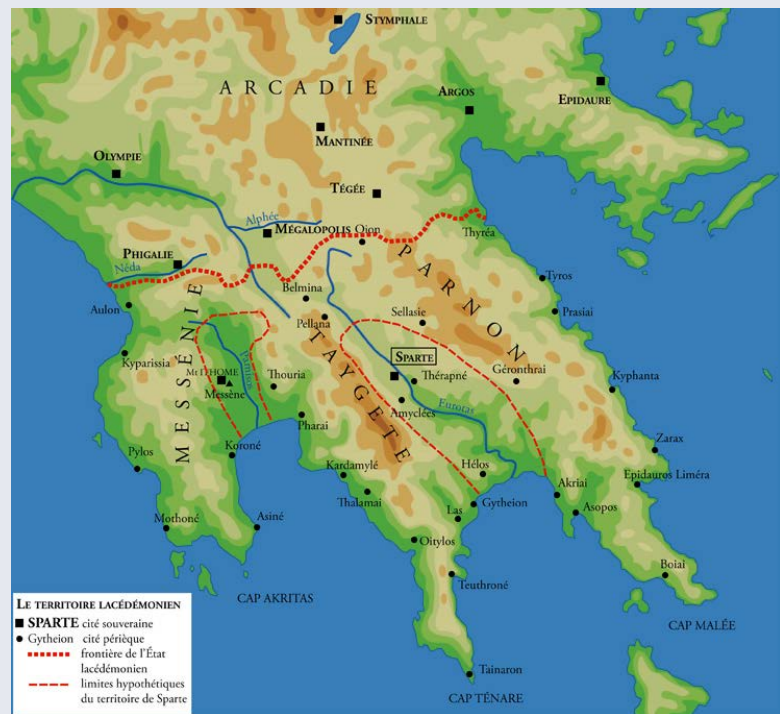 STYMPHALE
ARCADIE
ARGOS
EPIDAURE
MANTINÉE
OLYMPIE
TÉGÉE
Alphée
MÉGALOPOLIS
Oion
Thyréa
PHIGALIE
Néda
PARNON
Tyros
Belmina
Aulon
Prasiai
Pellana
Sellasie
MESSÉNIE
TAYGETE
SPARTE
Kyparissia
Mt ITHOME
Pamisos
Thouria
Thérapné
Géronthrai
Kyphanta
Messène
Amyclées
Eurotas
Pharai
Zarax
Pylos
Koroné
Kardamylé
Hélos
Epidauros Liméra
Akriai
Thalamai
Gytheion
Asopos
Las
Mothoné
Asiné
Oitylos
Boiai
Teuthroné
CAP AKRITAS
CAP MALÉE
Tainaron
CAP TÉNARE
LE TERRITOIRE LACÉDÉMONIEN
SPARTE cité souveraine
Gytheion cité périèque
frontière de l'État
lacédémonien
limites hypothétiques
du territoire de Sparte